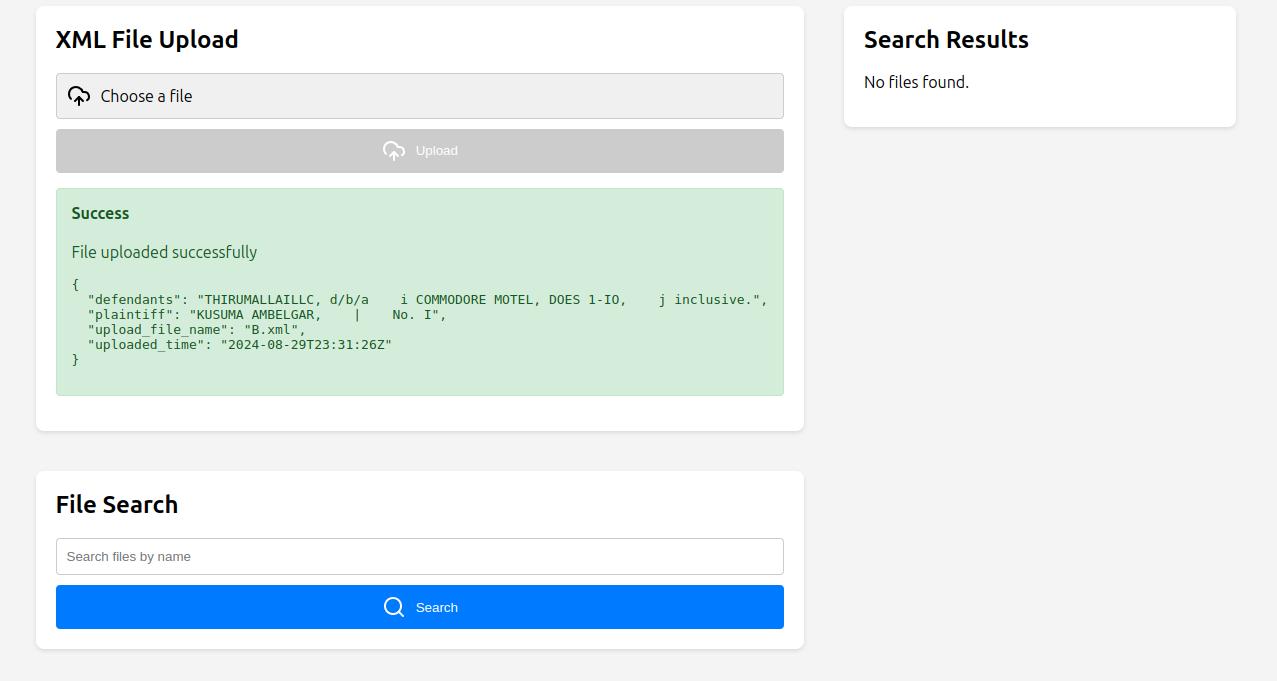 XML File Upload
Choose a file
Upload
Success
File uploaded successfully
{
  "defendants": "THIRUMALLAILLC, d/b/a    i COMMODORE MOTEL, DOES 1-IO,    j inclusive.",
  "plaintiff": "KUSUMA AMBELGAR,    |    No. I",
  "upload_file_name": "B.xml",
  "uploaded_time": "2024-08-29T23:31:26Z"
}
File Search
Search files by name
Search
Search Results
No files found.